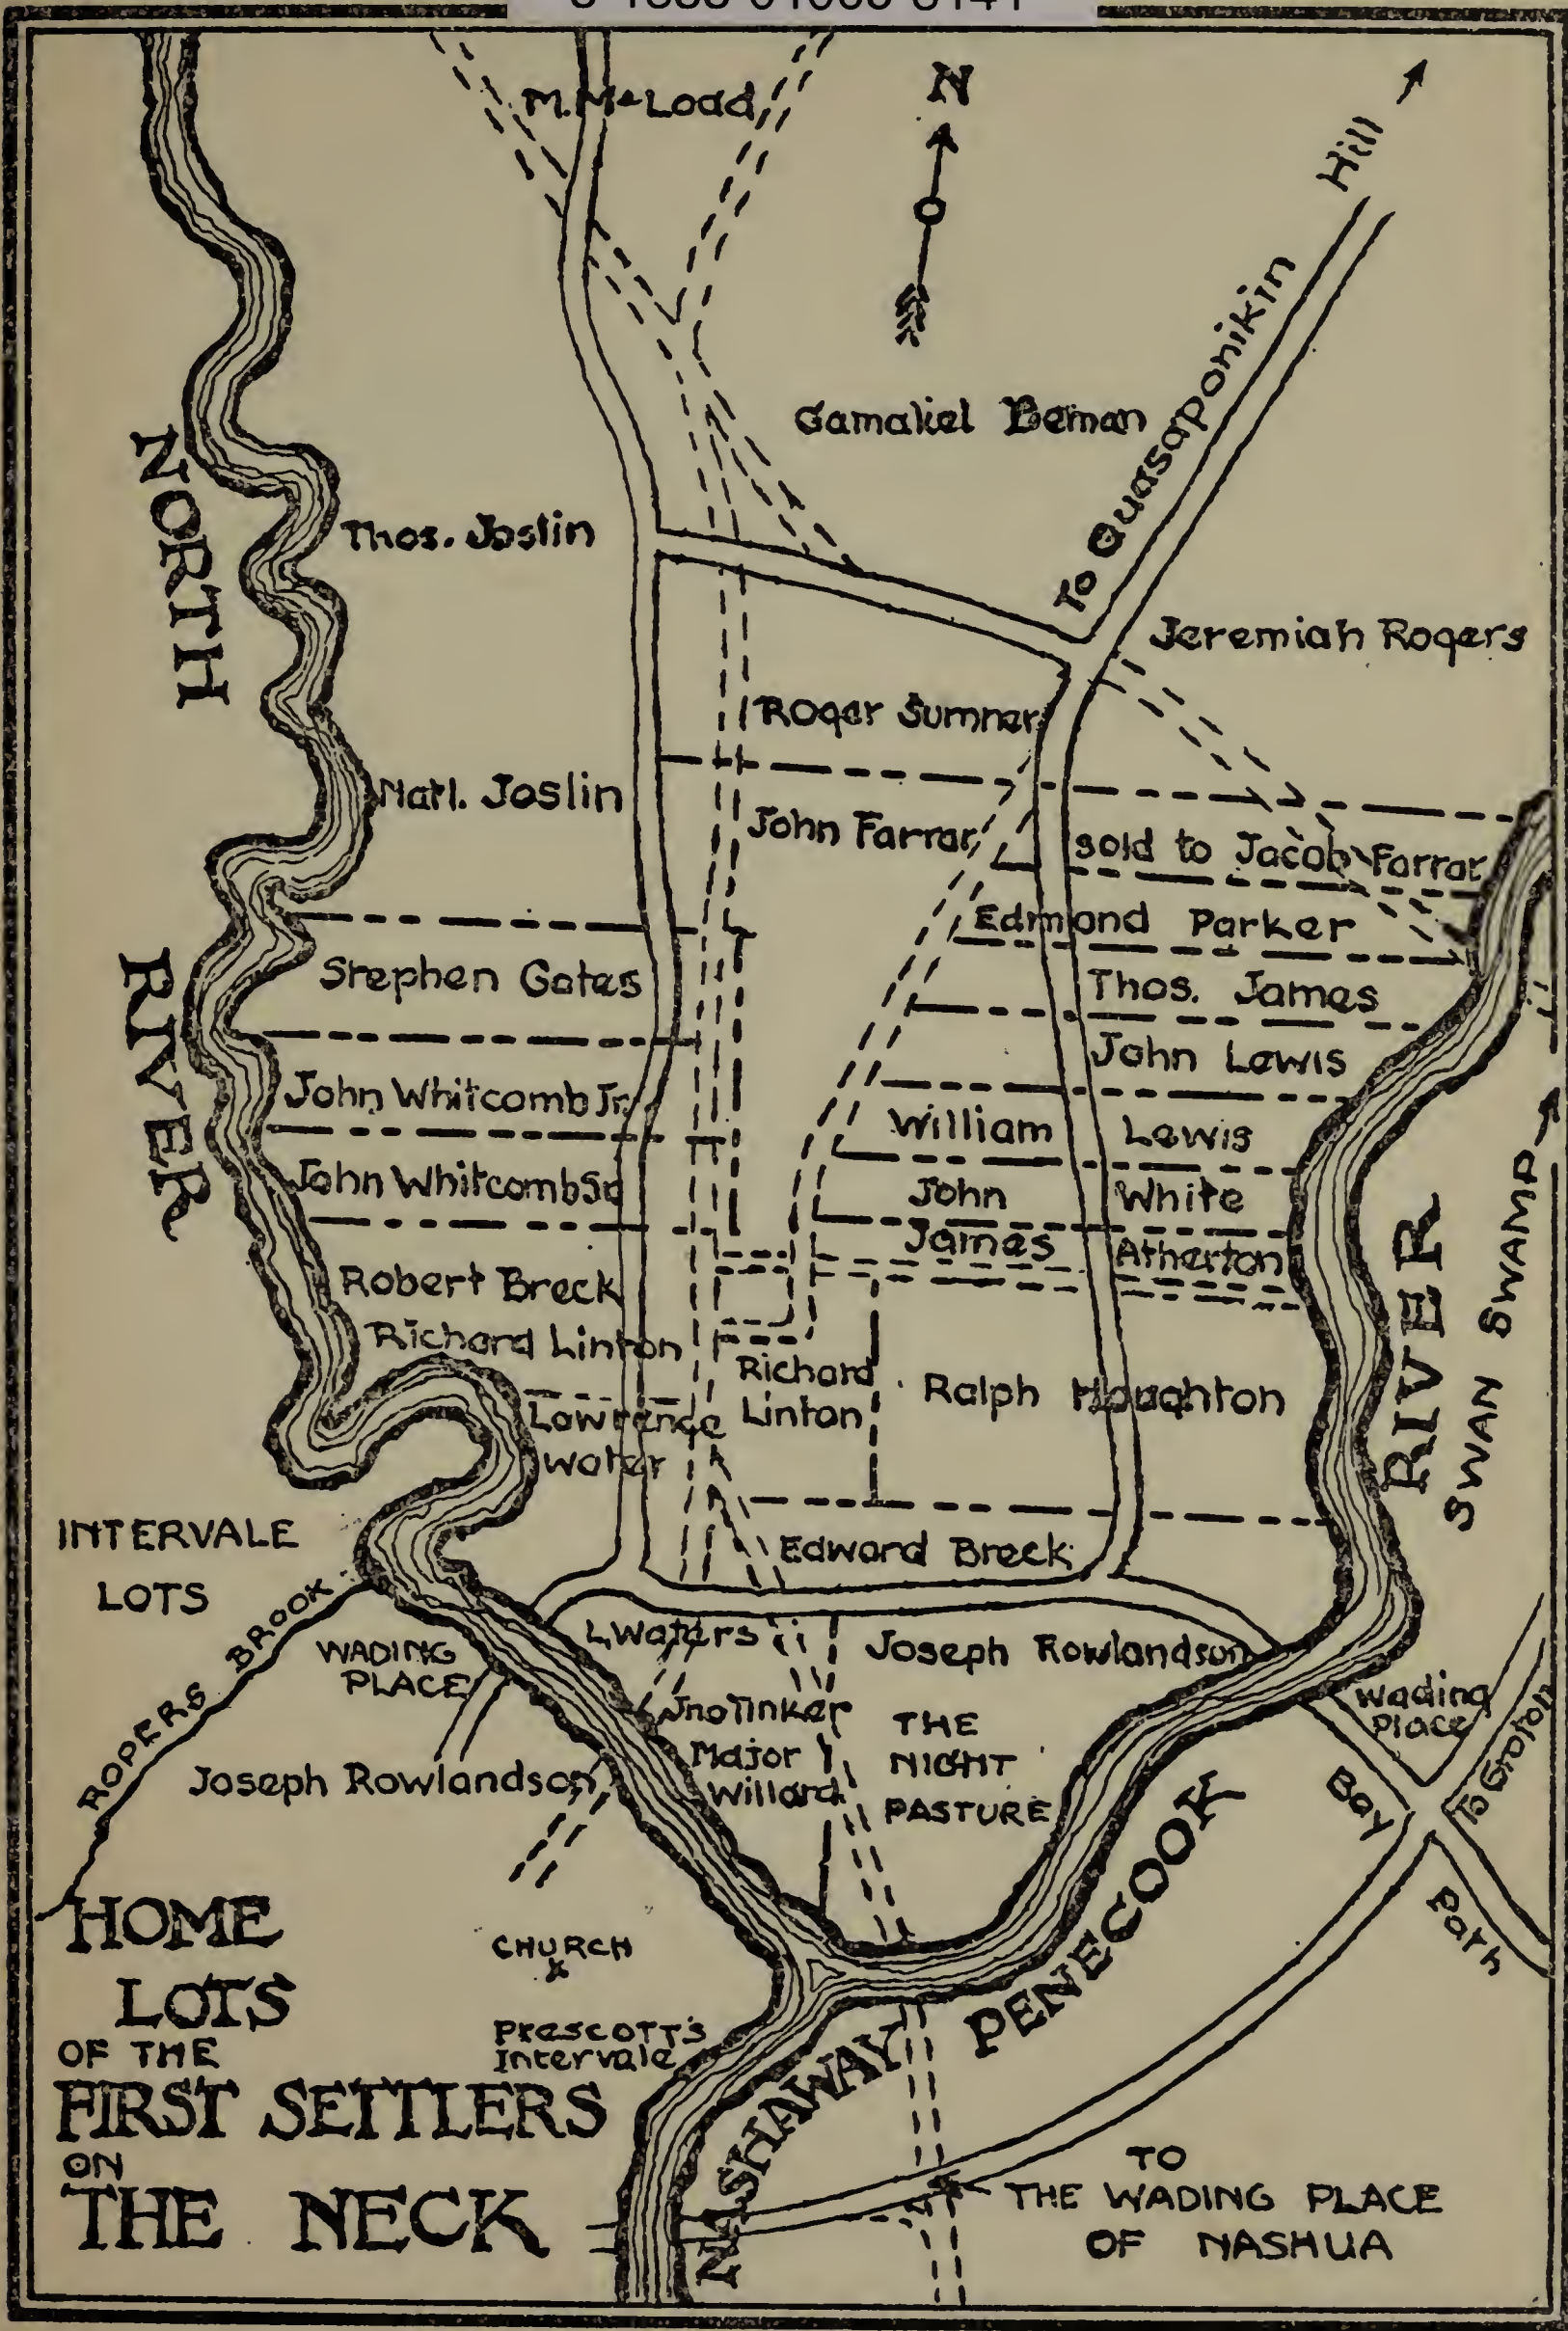 M. McLoad
N
Hill
To Quasaponikin
Gamaliel Beman
NORTH
Thos. Joslin
Jeremiah Rogers
Roger Sumner
Natl. Joslin
John Farrar
sold to Jacob Farrar
Edmond Parker
RIVER
Stephen Gates
Thos. James
John Lewis
John Whitcomb Jr.
William Lewis
John Whitcomb Sr
John White
James Atherton
Robert Breck
RIVER
SWAN SWAMP
Richard Linton
Richard
Linton
Ralph Houghton
Lawrence
Water
INTERVALE
LOTS
Edward Breck
ROPERS BROOK
WADING
PLACE
L. Waters
Joseph Rowlandson
Jno Tinker
Major
Willard
THE
NIGHT
PASTURE
Wading
Place
To Groton
Joseph Rowlandson
Bay
Path
CHURCH
x
Prescott's
Intervale
NASHAWAY
PENECOOK
HOME
LOTS
OF THE
FIRST SETTLERS
ON
THE NECK
TO
THE WADING PLACE
OF NASHUA